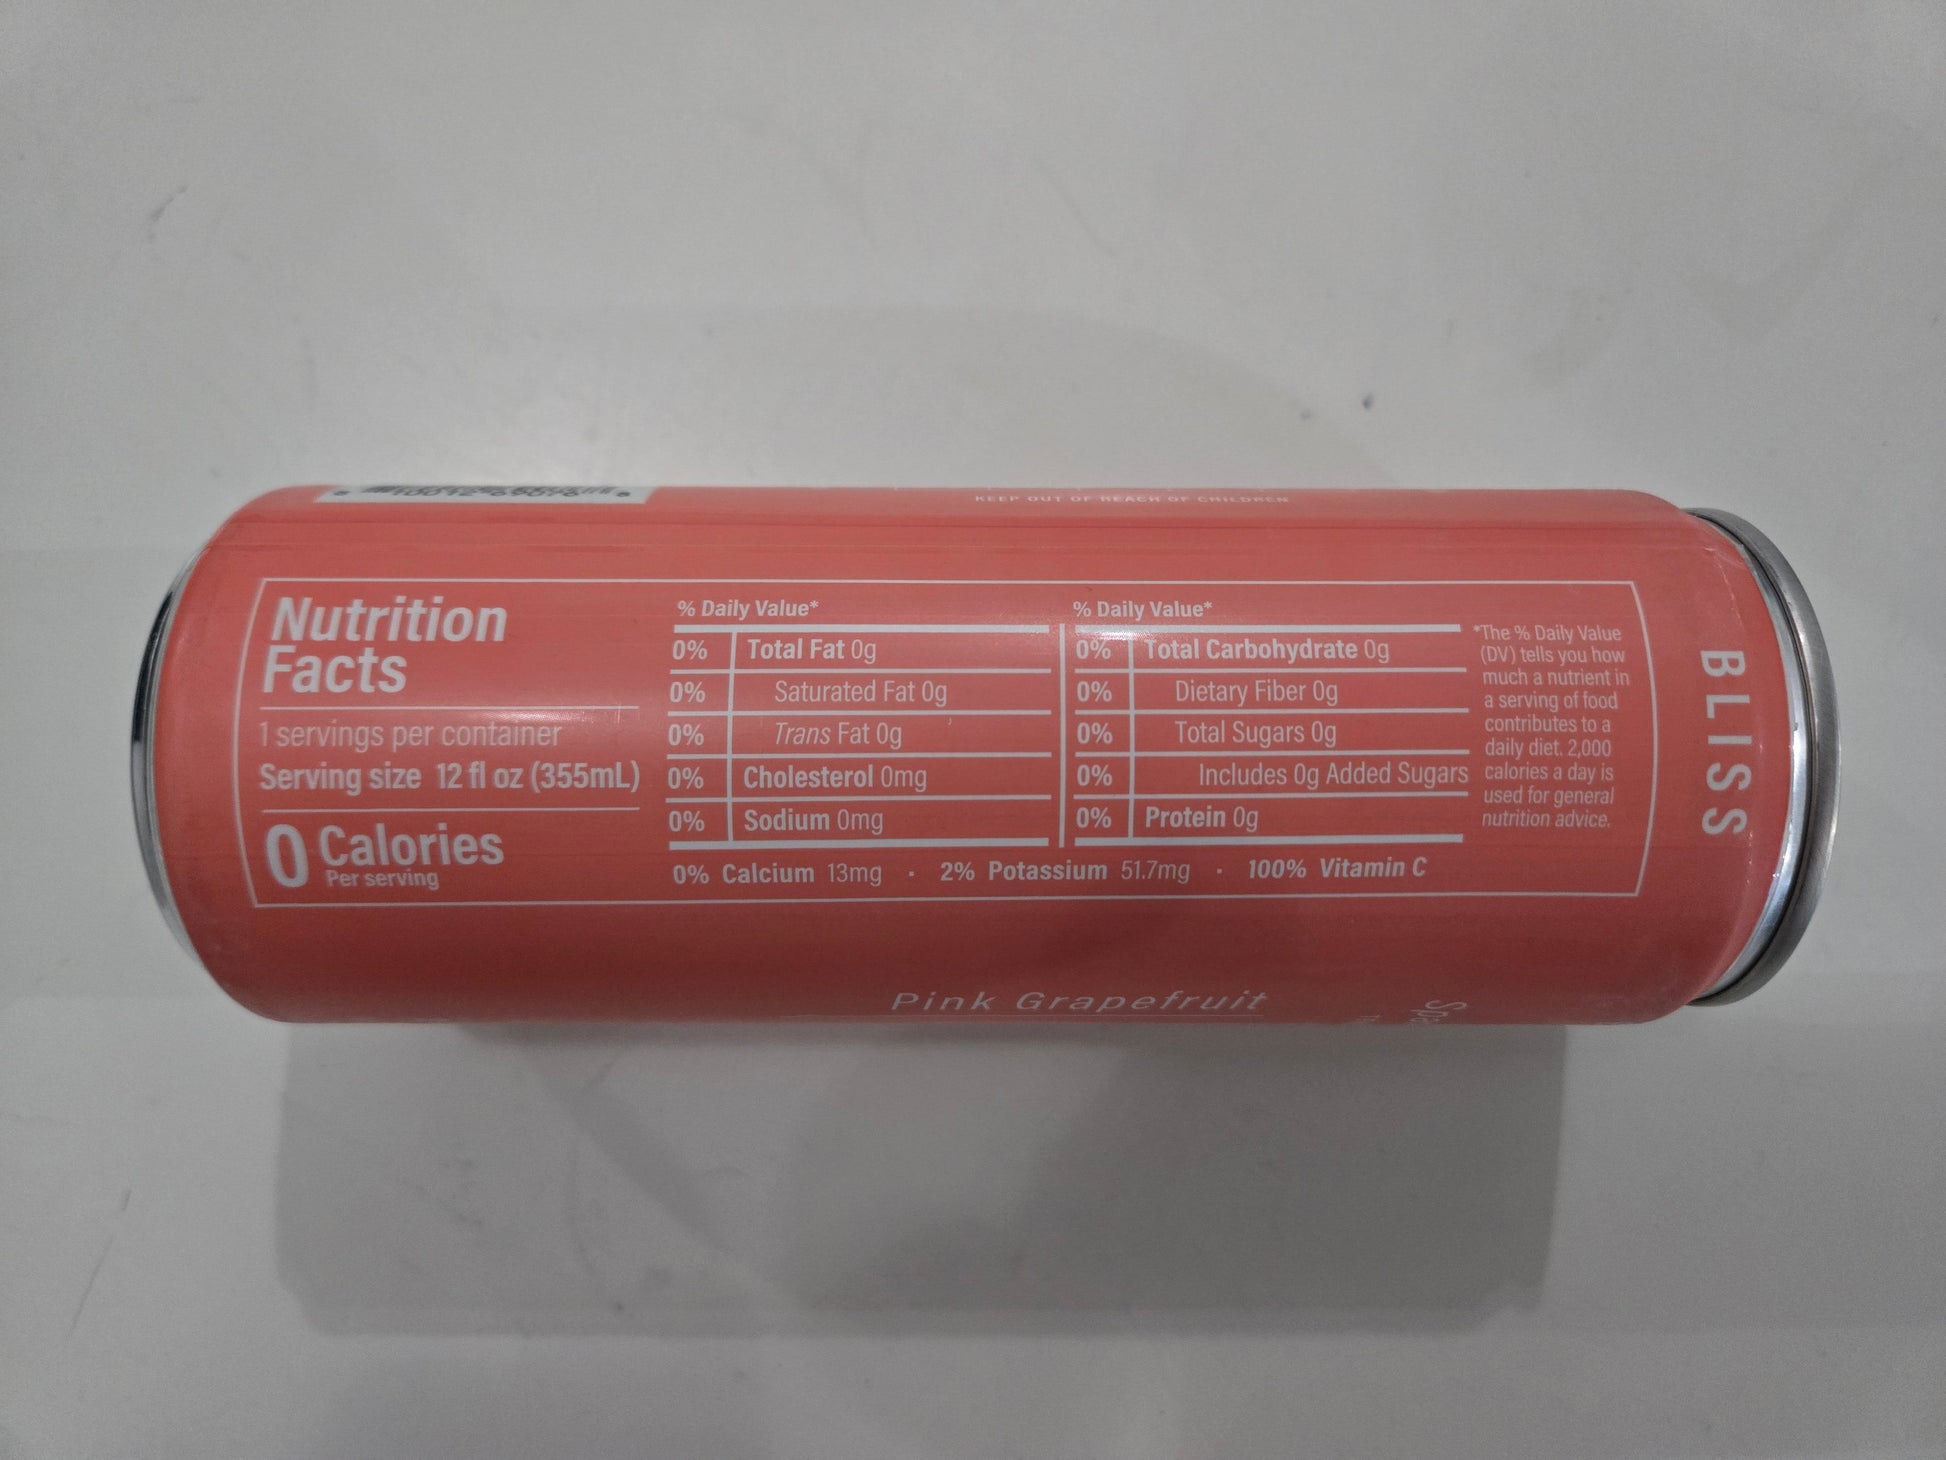 KEEP OUT OF REACH OF CHILDREN
Nutrition
Facts
1 servings per container
Serving size 12 fl oz (355mL)
0 Calories
Per serving
% Daily Value*
0% Total Fat 0g
0% Saturated Fat 0g
0% Trans Fat 0g
0% Cholesterol 0mg
0% Sodium 0mg
% Daily Value*
0% Total Carbohydrate 0g
0% Dietary Fiber 0g
0% Total Sugars 0g
0% Includes 0g Added Sugars
0% Protein 0g
0% Calcium 13mg · 2% Potassium 51.7mg · 100% Vitamin C
*The % Daily Value
(DV) tells you how
much a nutrient in
a serving of food
contributes to a
daily diet. 2,000
calories a day is
used for general
nutrition advice.
BLISS
Pink Grapefruit